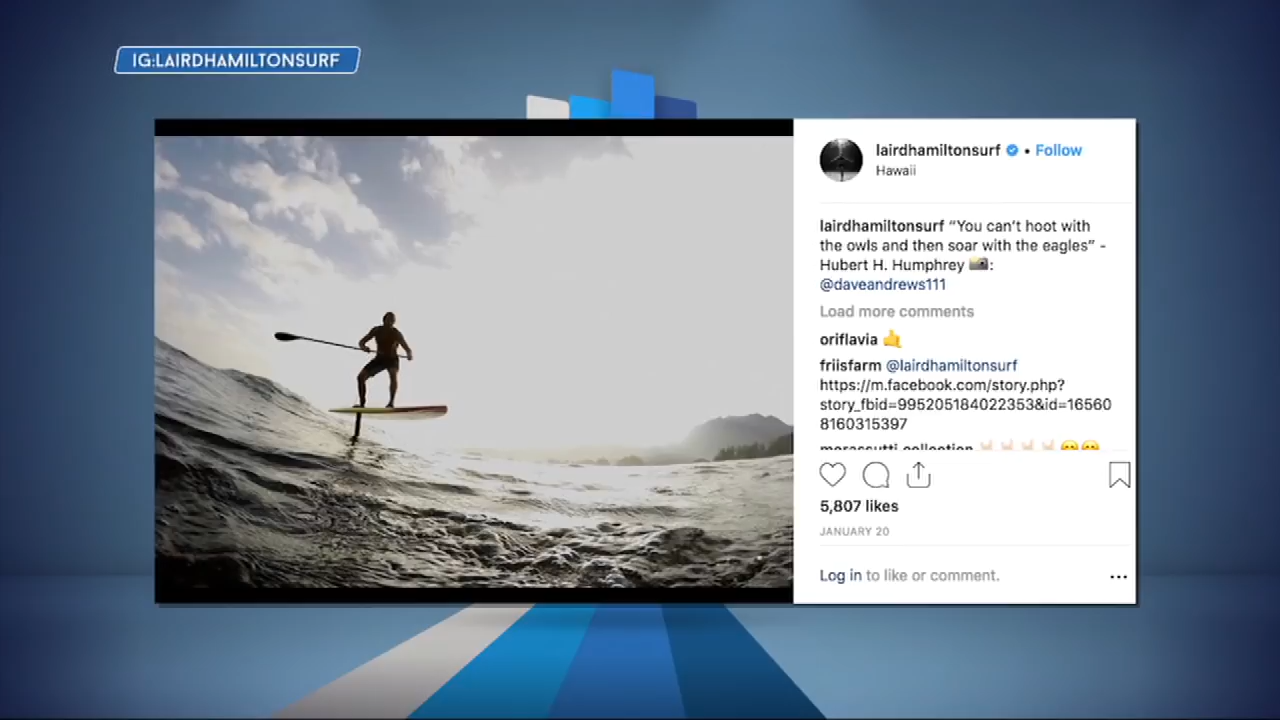 IG:LAIRDHAMILTONSURF
lairdhamiltonsurf • Follow
Hawaii
lairdhamiltonsurf “You can’t hoot with
the owls and then soar with the eagles” -
Hubert H. Humphrey 📷:
@daveandrews111
Load more comments
oriflavia 🤙
friisfarm @lairdhamiltonsurf
https://m.facebook.com/story.php?
story_fbid=995205184022353&id=16560
8160315397
5,807 likes
JANUARY 20
Log in to like or comment.